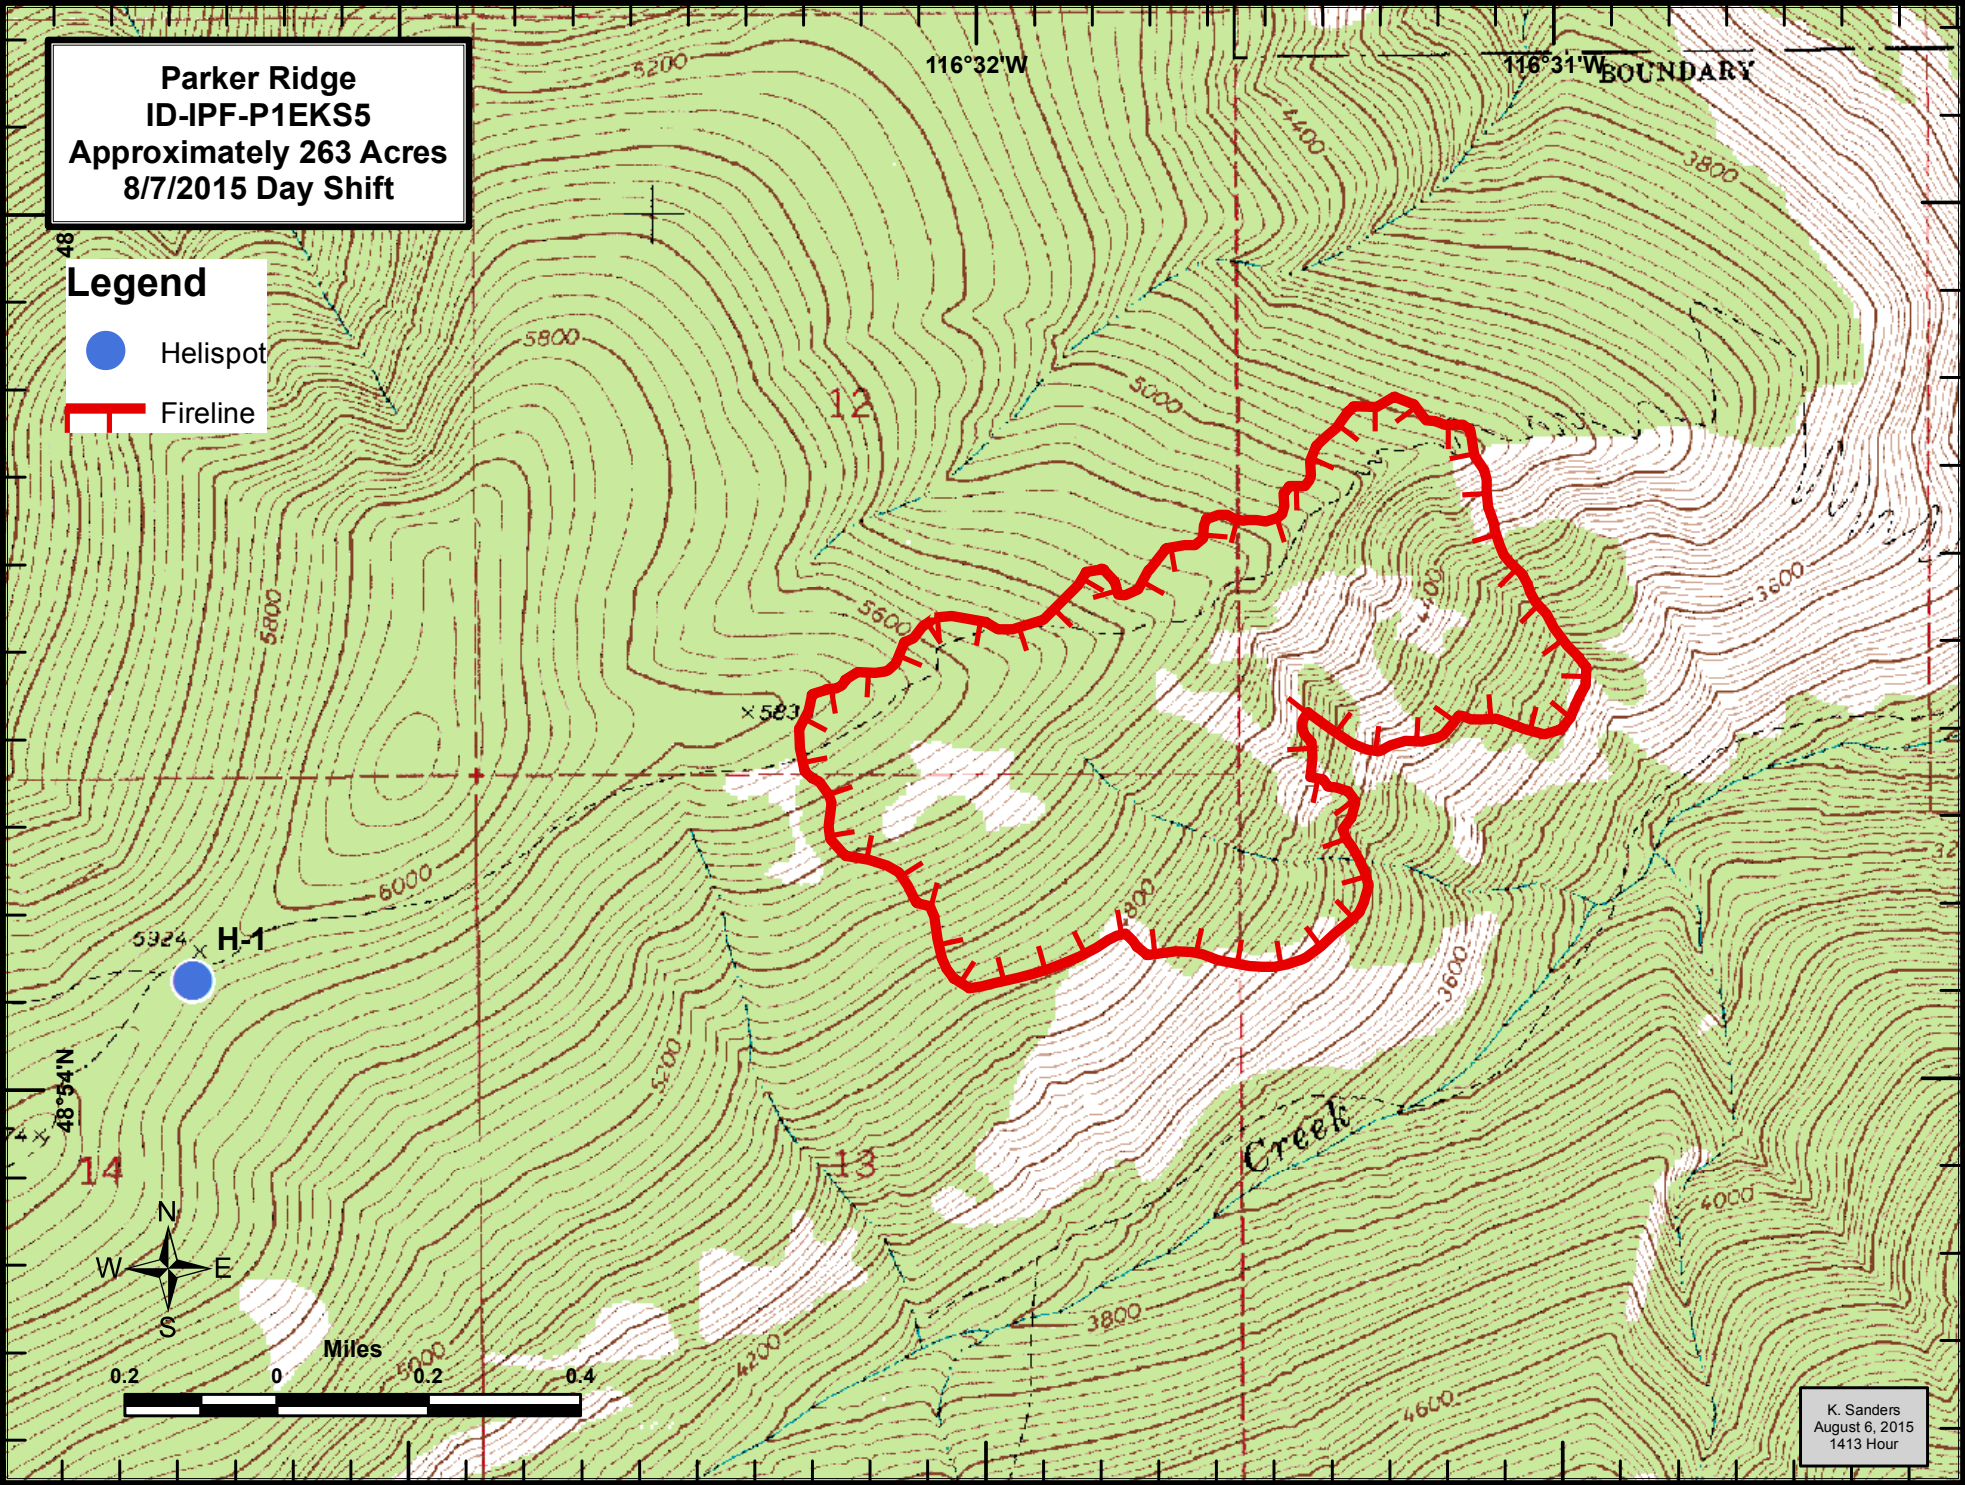 Parker Ridge
ID-IPF-P1EKS5
Approximately 263 Acres
8/7/2015 Day Shift
5200
116°32'W
116°31'W
BOUNDARY
4400
3800
48
Legend
Helispot
Fireline
5800
12
5000
5800
5600
3600
×583
6000
5924
H-1
800
3600
5200
48°54'N
74
14
13
Creek
4000
N
W E
S
3800
Miles
5000
4200
0.2 0 0.2 0.4
4600
K. Sanders
August 6, 2015
1413 Hour